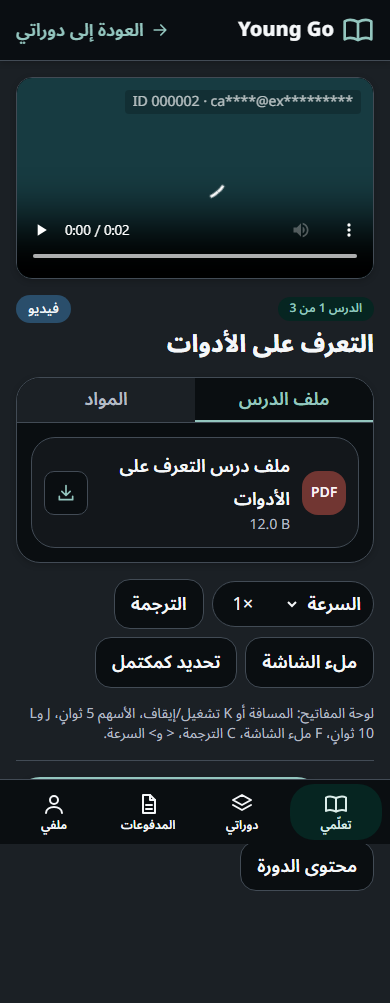 Young Go
العودة إلى دوراتي
ID 000002 · ca****@ex*********
0:00 / 0:02
الدرس 1 من 3
فيديو
التعرف على الأدوات
ملف الدرس
المواد
PDF
ملف درس التعرف على
الأدوات
12.0 B
السرعة
1×
الترجمة
ملء الشاشة
تحديد كمكتمل
لوحة المفاتيح: المسافة أو K تشغيل/إيقاف، الأسهم 5 ثوانٍ، J وL
10 ثوانٍ، F ملء الشاشة، C الترجمة، < و> السرعة.
تعلّمي
دوراتي
المدفوعات
ملفي
محتوى الدورة